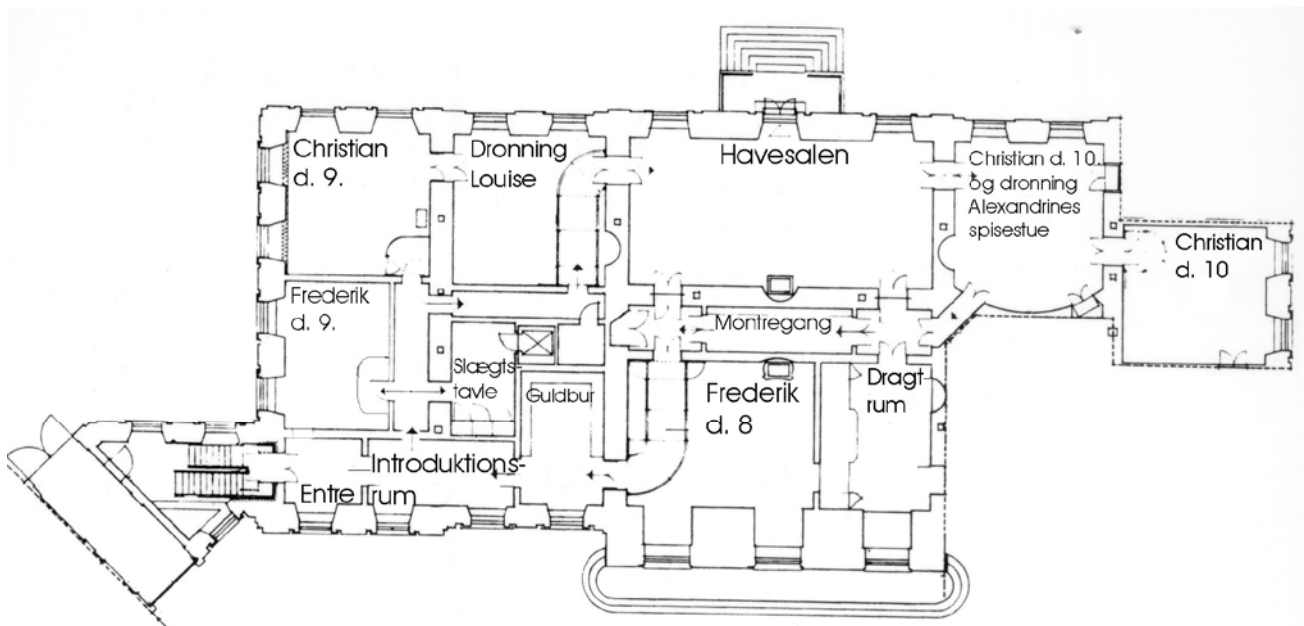 Christian
d. 9.
Dronning
Louise
Havesalen
Christian d. 10
og dronning
Alexandrines
spisestue
Christian
d. 10
Frederik
d. 9.
Montregang
Slægts-
tavle
Guldbur
Frederik
d. 8
Dragt
rum
Introduktions-
rum
Entre